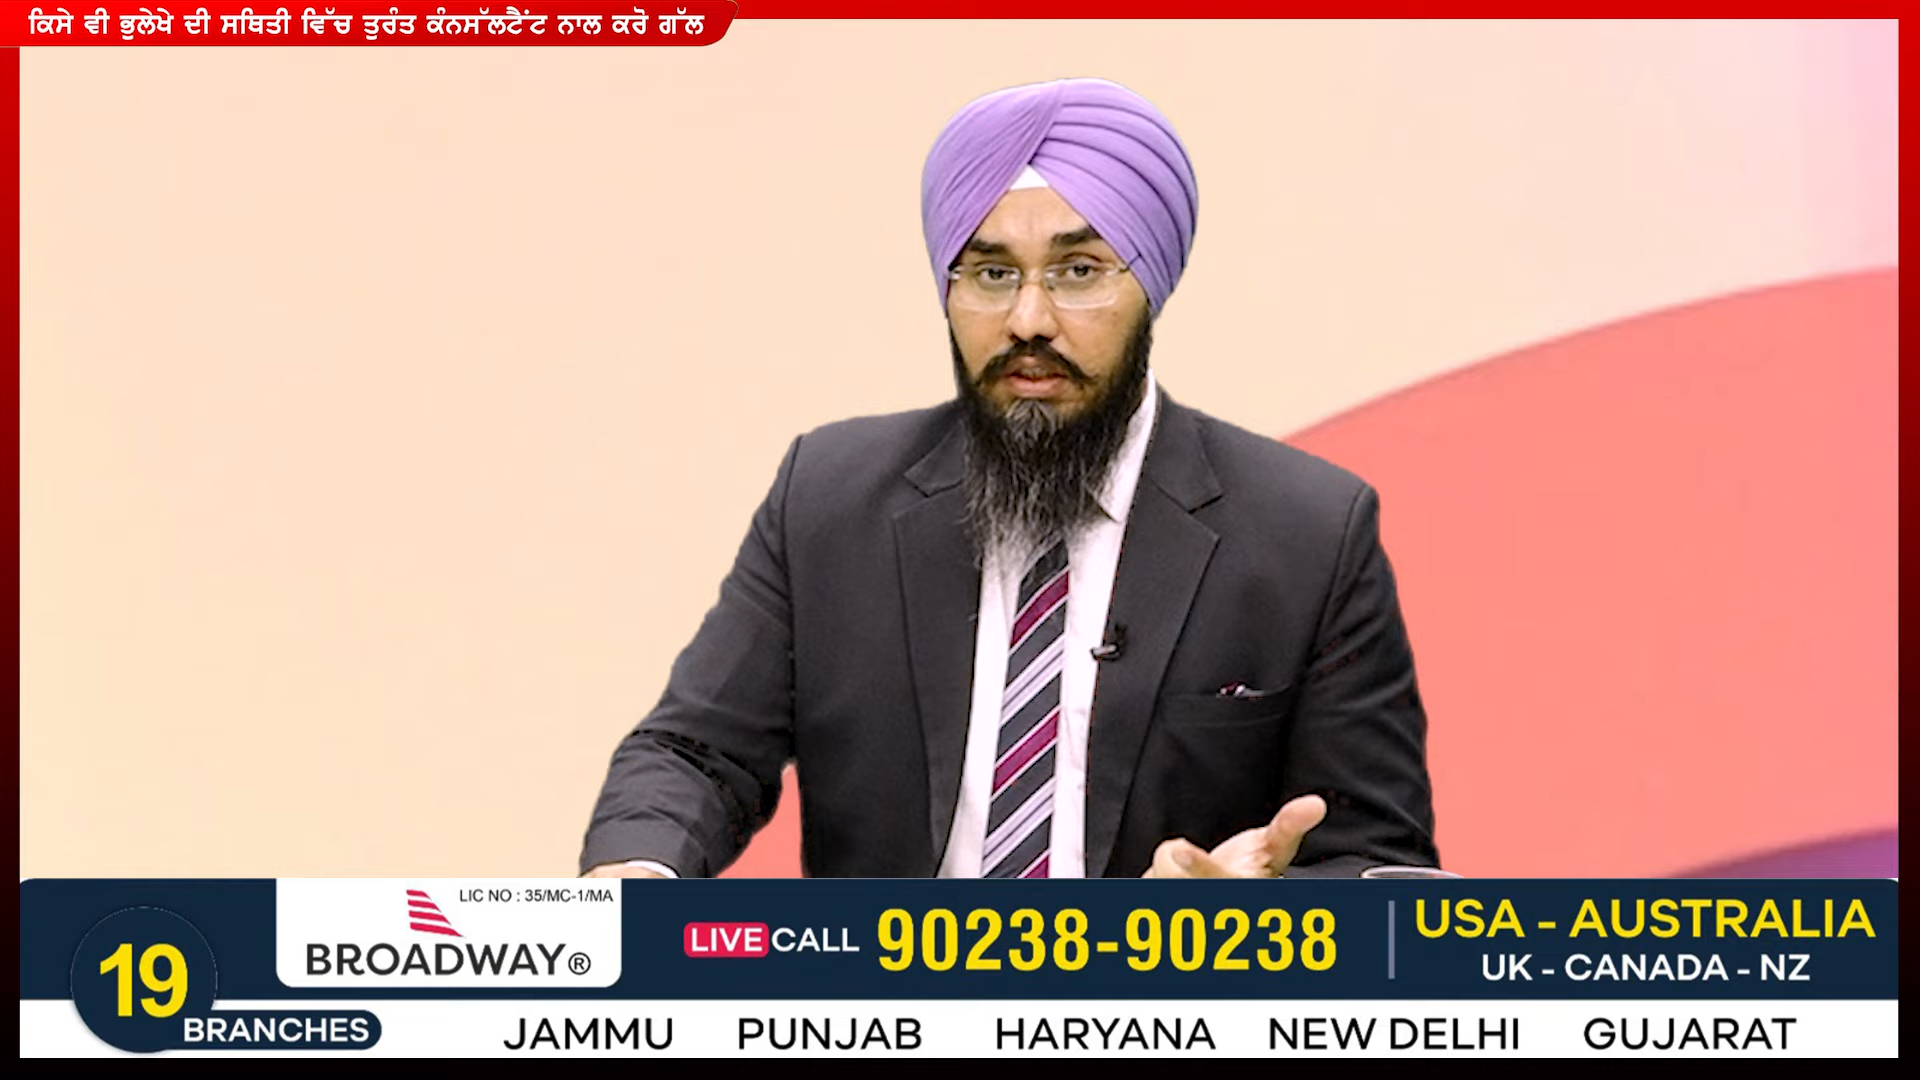 ਕਿਸੇ ਵੀ ਭੁਲੇਖੇ ਦੀ ਸਥਿਤੀ ਵਿੱਚ ਤੁਰੰਤ ਕੰਨਸੱਲਟੈਂਟ ਨਾਲ ਕਰੋ ਗੱਲ
LIC NO : 35/MC-1/MA
BROADWAY®
LIVE CALL 90238-90238
USA - AUSTRALIA
UK - CANADA - NZ
19
BRANCHES
JAMMU PUNJAB HARYANA NEW DELHI GUJARAT